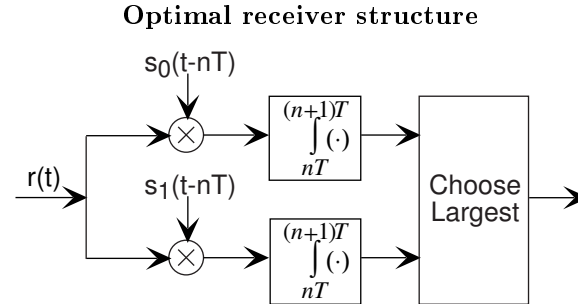 Optimal receiver structure
s0(t-nT)
×
(n+1)T
∫(·)
nT
r(t)
s1(t-nT)
×
(n+1)T
∫(·)
nT
Choose
Largest